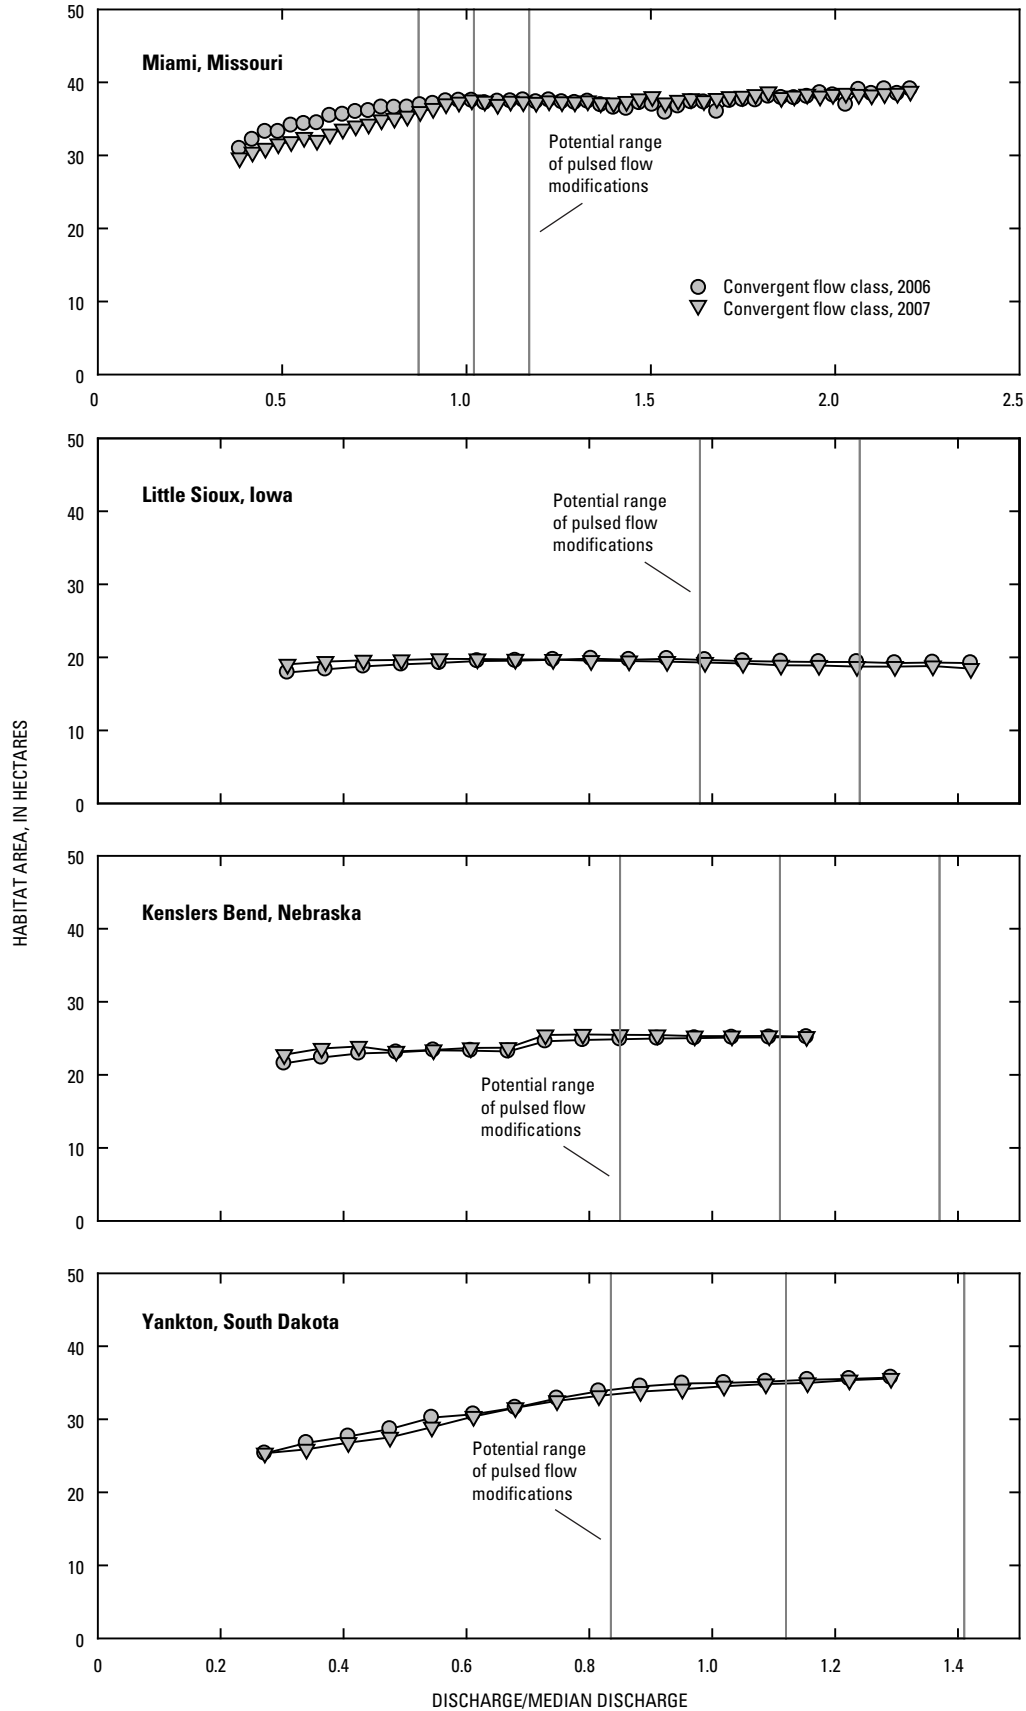 50
Miami, Missouri
40
Potential range
of pulsed flow
modifications
30
20
Convergent flow class, 2006
Convergent flow class, 2007
10
0
0 0.5 1.0 1.5 2.0 2.5
50
Little Sioux, Iowa
Potential range
of pulsed flow
modifications
40
30
20
10
0
HABITAT AREA, IN HECTARES
50
Kenslers Bend, Nebraska
40
30
20
Potential range
of pulsed flow
modifications
10
0
50
Yankton, South Dakota
40
30
Potential range
of pulsed flow
modifications
20
10
0
0 0.2 0.4 0.6 0.8 1.0 1.2 1.4
DISCHARGE/MEDIAN DISCHARGE